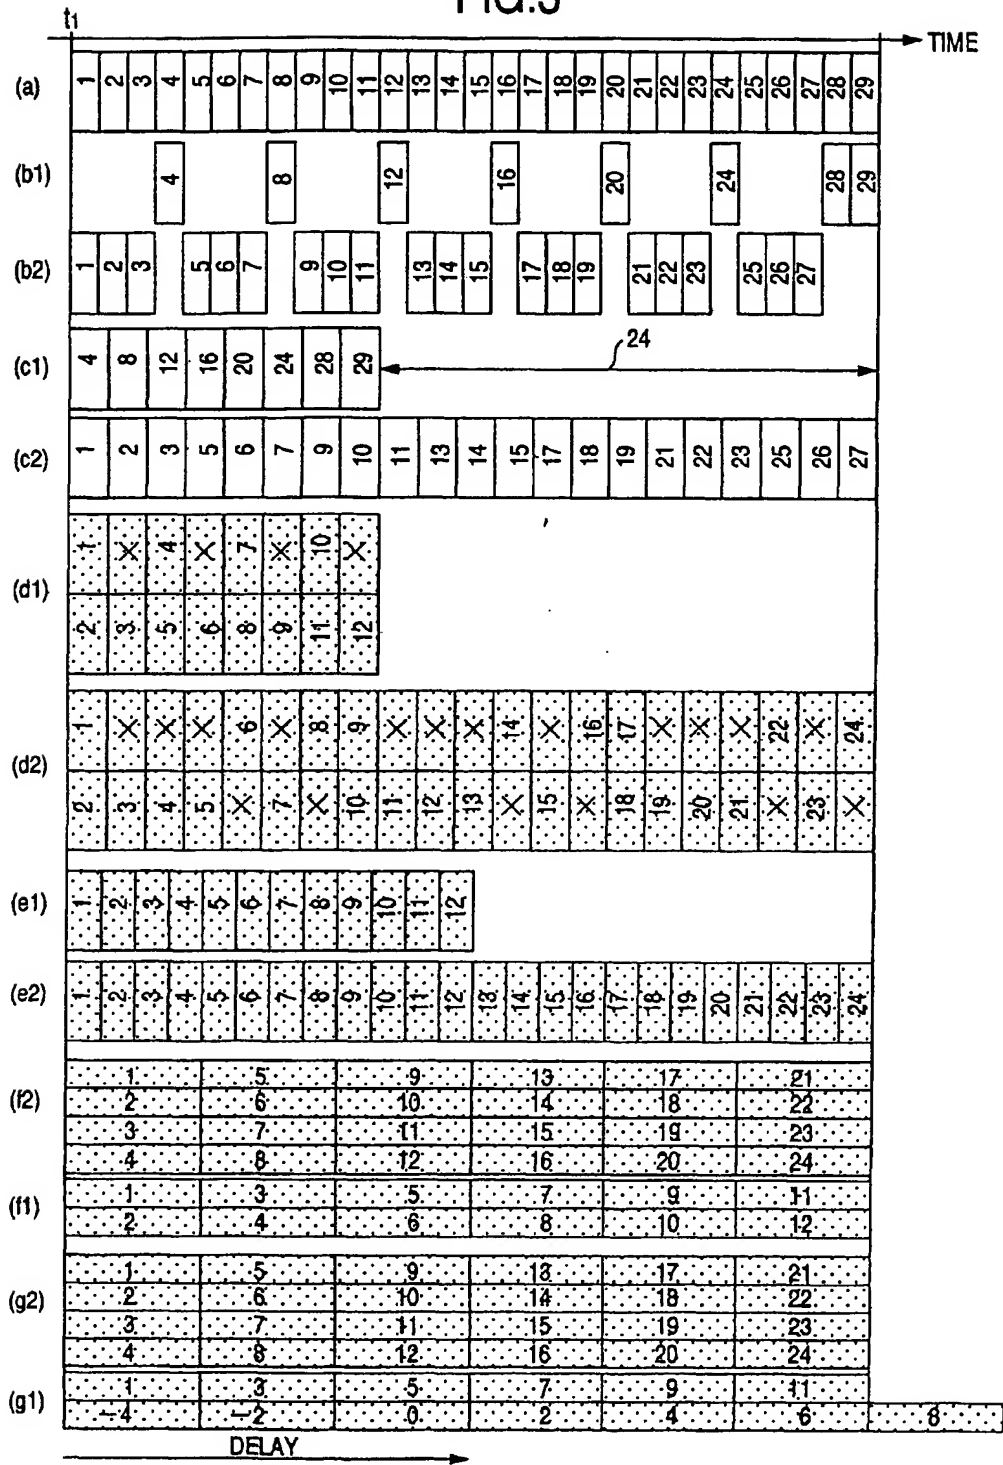 FIG.3
t1
TIME
(a) 1 2 3 4 5 6 7 8 9 10 11 12 13 14 15 16 17 18 19 20 21 22 23 24 25 26 27 28 29
(b1) 4 8 12 16 20 24 28 29
(b2) 1 2 3 5 6 7 9 10 11 13 14 15 17 18 19 21 22 23 25 26 27
(c1) 4 8 12 16 20 24 28 29 24
(c2) 1 2 3 5 6 7 9 10 11 13 14 15 17 18 19 21 22 23 25 26 27
(d1) 1 X 4 X 7 X 10 X
2 3 5 6 8 9 11 12
(d2) 1 X X X 6 X 8 9 X X X 14 X 16 17 X X X 22 X 24
2 3 4 5 X 7 X 10 11 12 13 X 15 X 18 19 20 21 X 23 X
(e1) 1 2 3 4 5 6 7 8 9 10 11 12
(e2) 1 2 3 4 5 6 7 8 9 10 11 12 13 14 15 16 17 18 19 20 21 22 23 24
(f2) 1 5 9 13 17 21
2 6 10 14 18 22
3 7 11 15 19 23
4 8 12 16 20 24
(f1) 1 3 5 7 9 11
2 4 6 8 10 12
(g2) 1 5 9 13 17 21
2 6 10 14 18 22
3 7 11 15 19 23
4 8 12 16 20 24
(g1) 1 3 5 7 9 11
-4 -2 0 2 4 6 8
DELAY